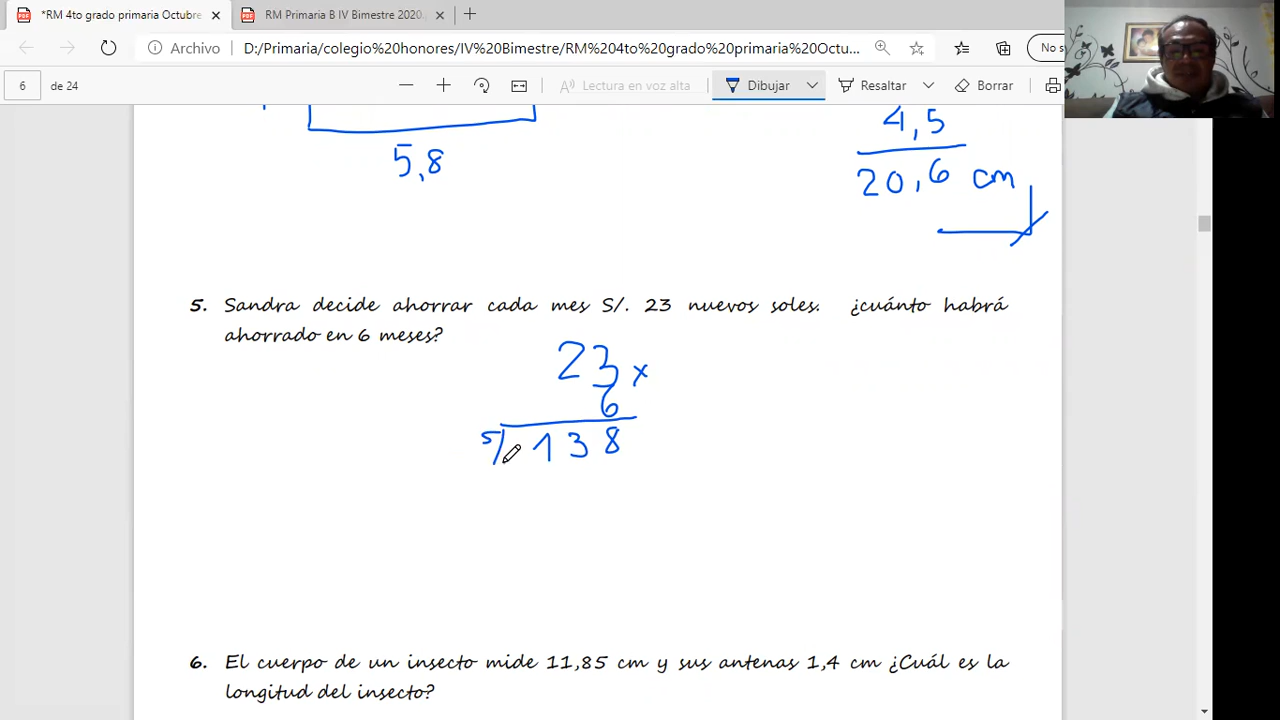 *RM 4to grado primaria Octubre
RM Primaria B IV Bimestre 2020.
Archivo
D:/Primaria/colegio%20honores/IV%20Bimestre/RM%204to%20grado%20primaria%20Octu...
No s
6
de 24
Lectura en voz alta
Dibujar
Resaltar
Borrar
5,8
4,5
20,6 cm
5. Sandra decide ahorrar cada mes S/. 23 nuevos soles. ¿cuánto habrá
ahorrado en 6 meses?
23 x
6
S/ 138
6. El cuerpo de un insecto mide 11,85 cm y sus antenas 1,4 cm ¿Cuál es la
longitud del insecto?